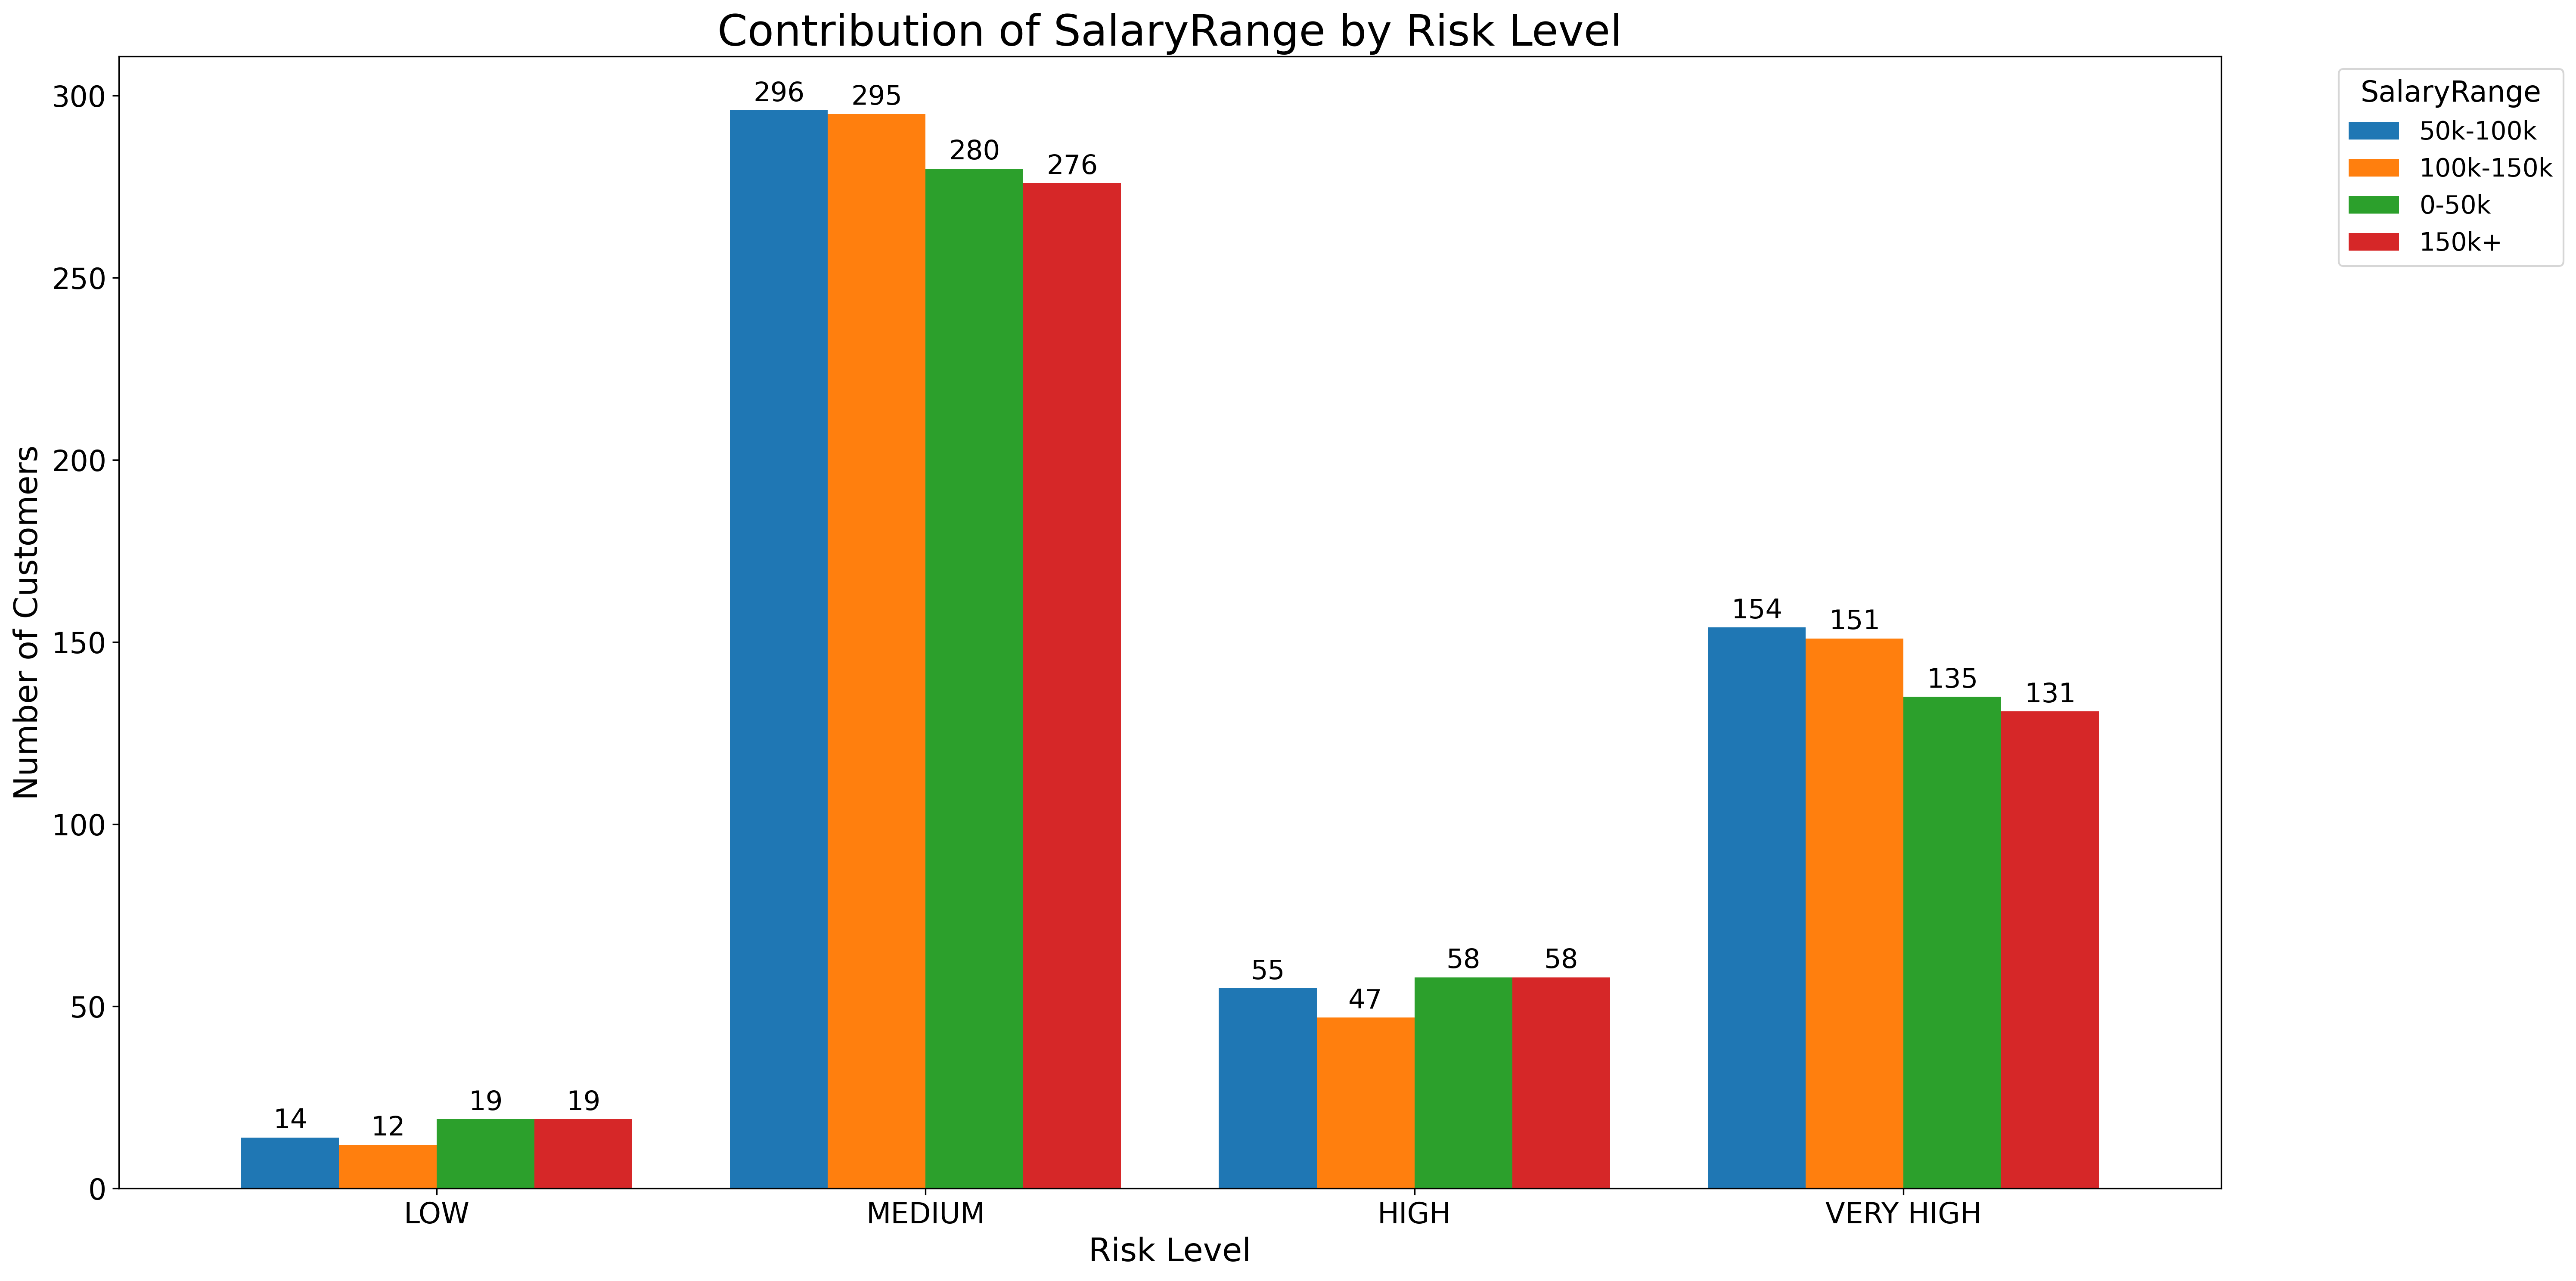 Contribution of SalaryRange by Risk Level
SalaryRange
50k-100k
100k-150k
0-50k
150k+
Number of Customers
300
250
200
150
100
50
0
14
12
19
19
296
295
280
276
55
47
58
58
154
151
135
131
LOW
MEDIUM
HIGH
VERY HIGH
Risk Level